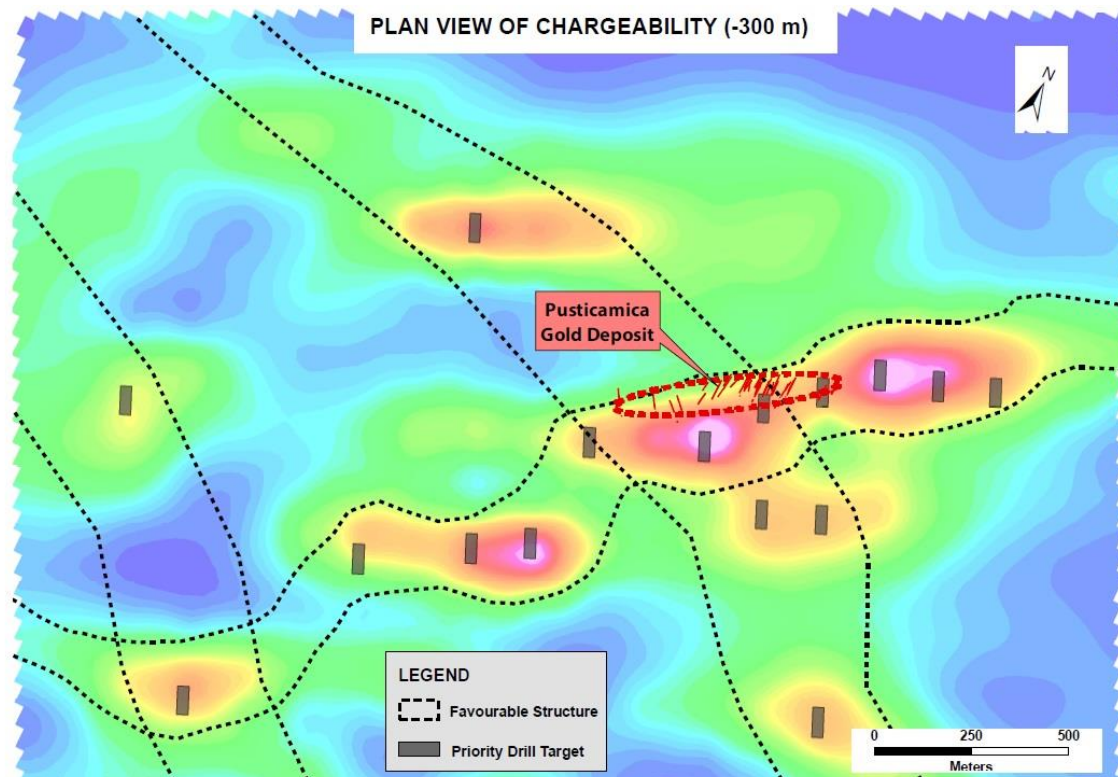 PLAN VIEW OF CHARGEABILITY (-300 m)
N
Pusticamica
Gold Deposit
LEGEND
Favourable Structure
Priority Drill Target
0 250 500
Meters